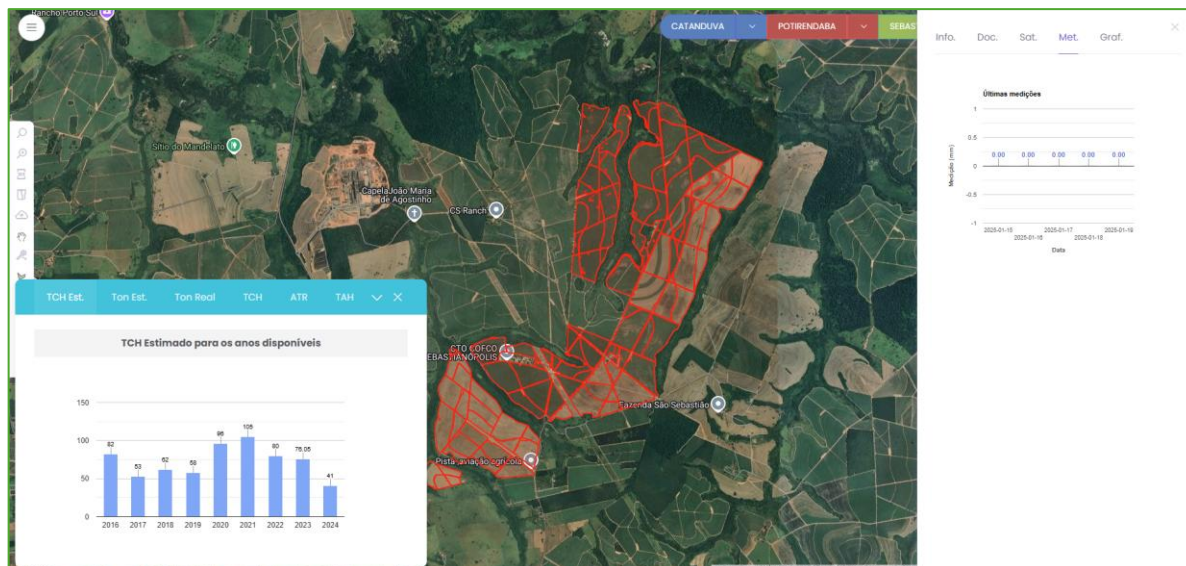 Rancho Porto Sul
CATANDUVA
POTIRENDABA
SEBAST
Info.
Doc.
Sat.
Met.
Graf.
Últimas medições
1
0.5
0
-0.5
-1
Medição (mm)
0.00
0.00
0.00
0.00
0.00
2025-01-15
2025-01-16
2025-01-17
2025-01-18
2025-01-19
Data
Sítio do Mandelato
Capela João Maria
de Agostinho
CS Ranch
CTO COFCO
SEBASTIANÓPOLIS
Fazenda São Sebastião
Pista aviação agrícola
TCH Est.
Ton Est.
Ton Real
TCH
ATR
TAH
TCH Estimado para os anos disponíveis
150
100
50
0
82
53
62
58
96
105
80
76.05
41
2016
2017
2018
2019
2020
2021
2022
2023
2024